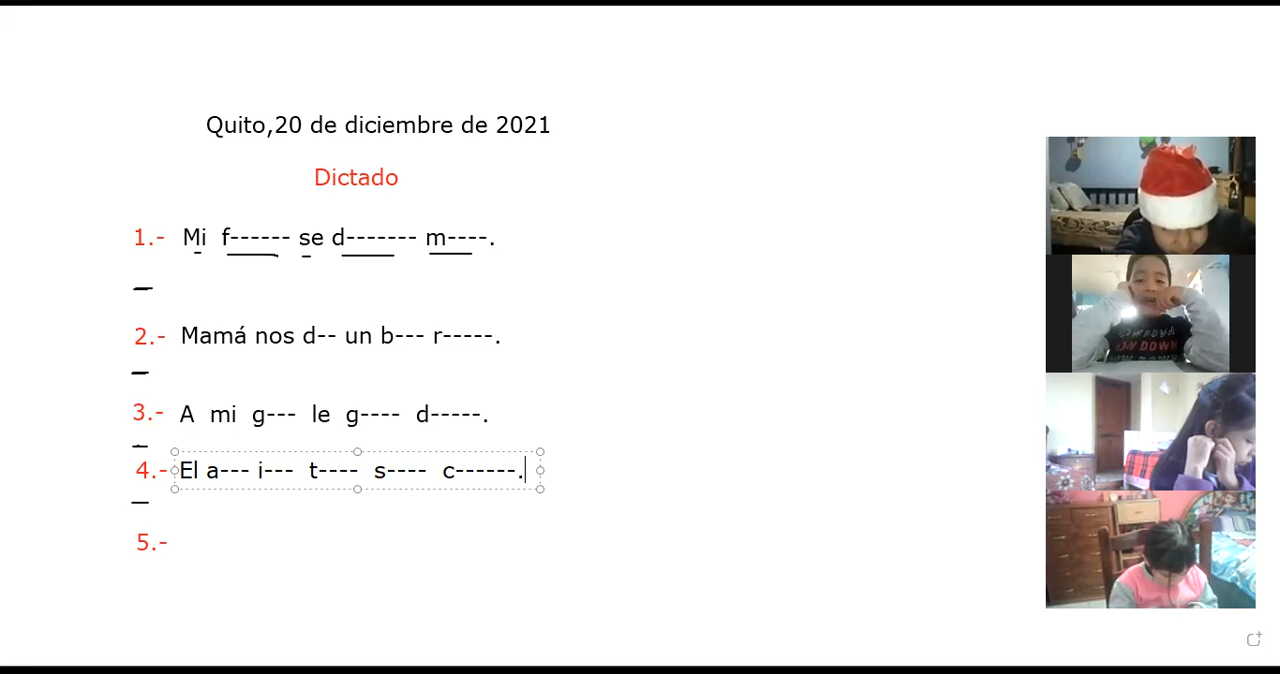 Quito,20 de diciembre de 2021
Dictado
1.- Mi f------ se d------- m----.
2.- Mamá nos d-- un b--- r-----.
3.- A mi g--- le g---- d-----.
4.- El a--- i--- t---- s---- c------.
5.-
DOWN